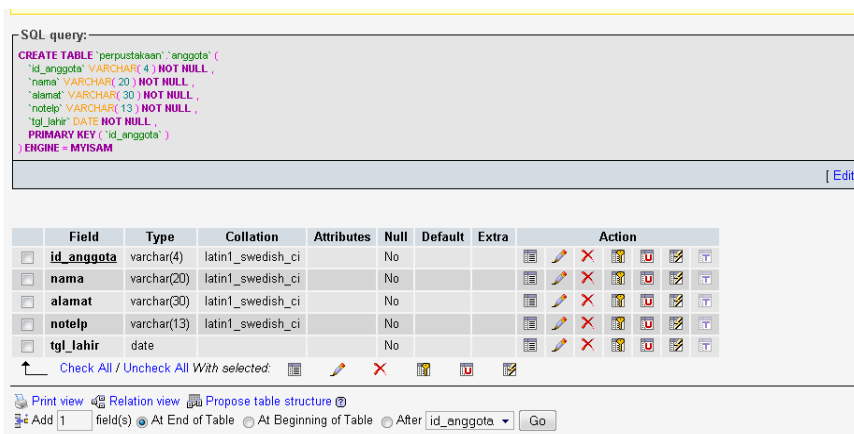 SQL query:
CREATE TABLE `perpustakaan`.`anggota` (
`id_anggota` VARCHAR( 4 ) NOT NULL ,
`nama` VARCHAR( 20 ) NOT NULL ,
`alamat` VARCHAR( 30 ) NOT NULL ,
`notelp` VARCHAR( 13 ) NOT NULL ,
`tgl_lahir` DATE NOT NULL ,
PRIMARY KEY ( `id_anggota` )
) ENGINE = MYISAM
[ Edit
Field Type Collation Attributes Null Default Extra Action
id_anggota varchar(4) latin1_swedish_ci No
nama varchar(20) latin1_swedish_ci No
alamat varchar(30) latin1_swedish_ci No
notelp varchar(13) latin1_swedish_ci No
tgl_lahir date No
Check All / Uncheck All With selected:
Print view Relation view Propose table structure
Add 1 field(s) At End of Table At Beginning of Table After id_anggota Go